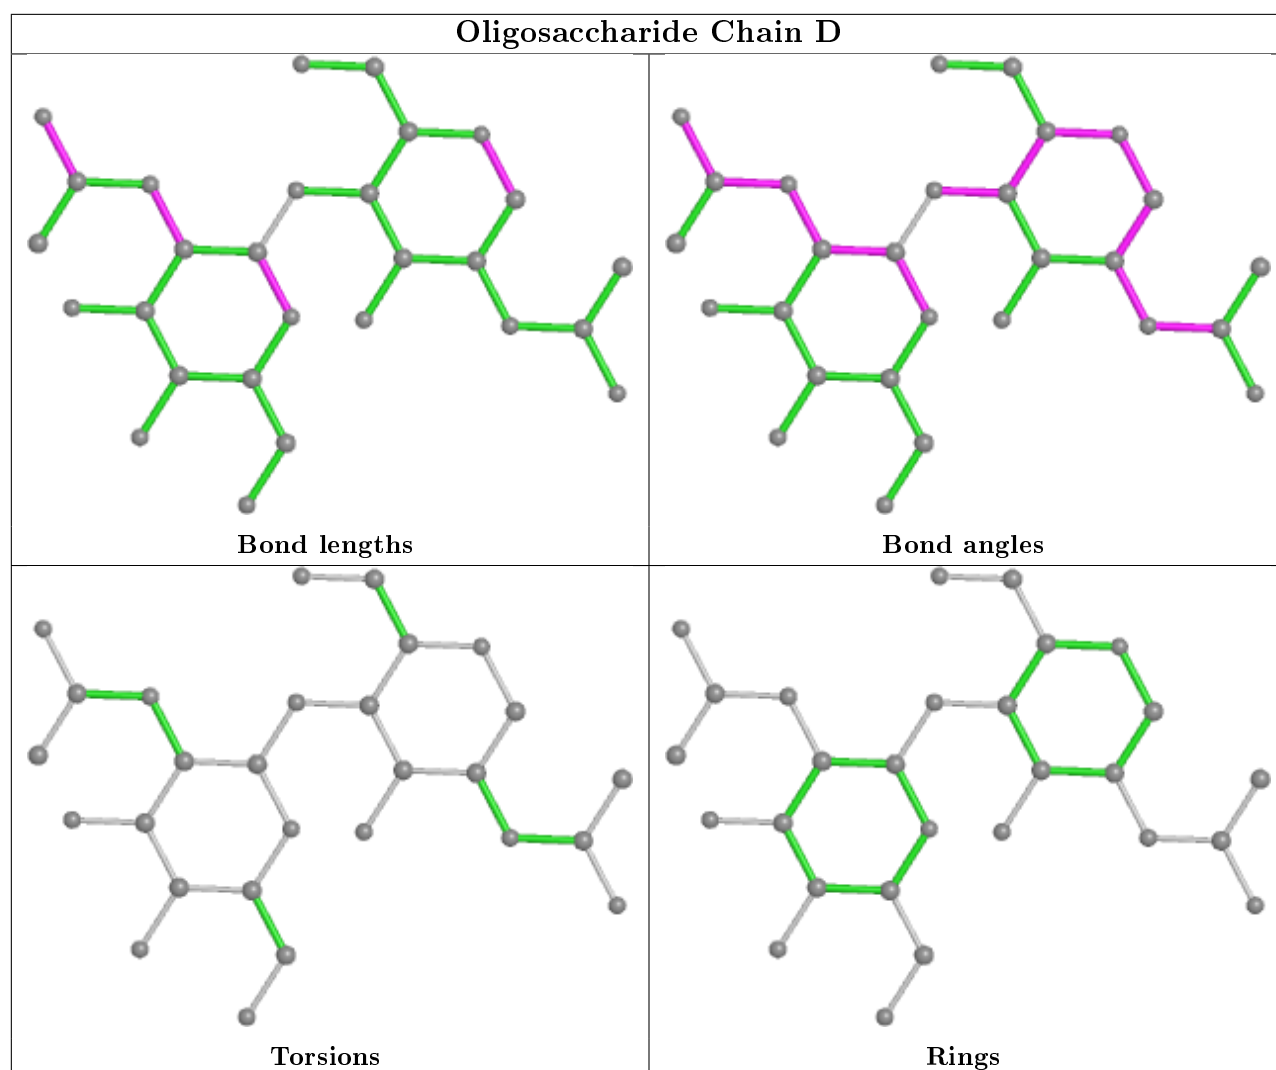 Oligosaccharide Chain D
Bond lengths
Bond angles
Torsions
Rings